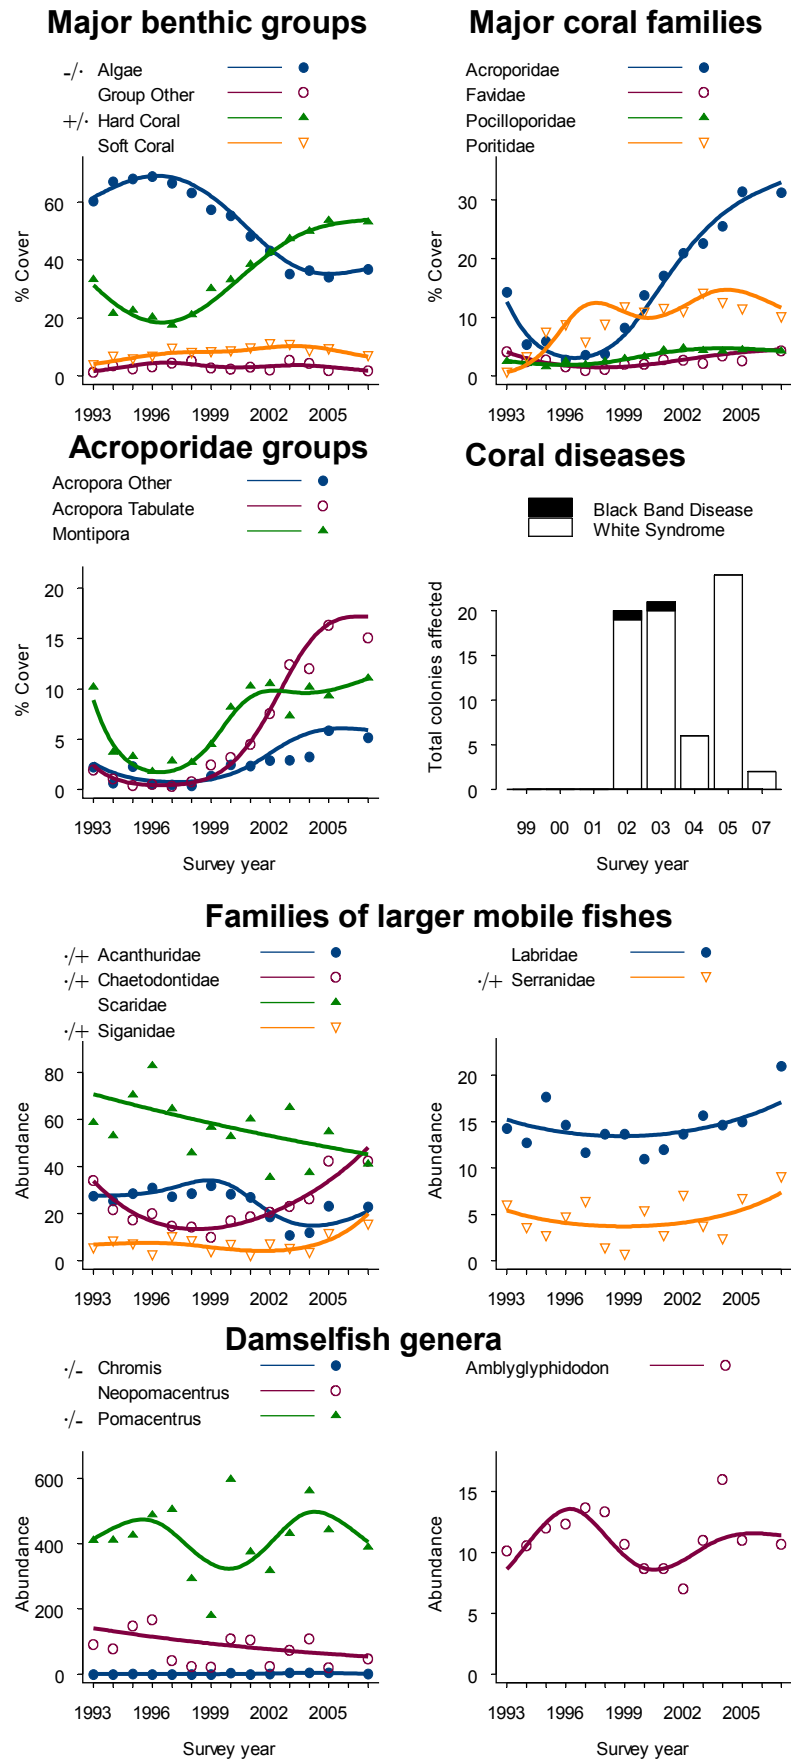 Major benthic groups
-/· Algae
Group Other
+/· Hard Coral
Soft Coral
% Cover
60
40
20
0
1993 1996 1999 2002 2005
Major coral families
Acroporidae
Faviidae
Pocilloporidae
Poritidae
% Cover
30
20
10
0
1993 1996 1999 2002 2005
Acroporidae groups
Acropora Other
Acropora Tabulate
Montipora
% Cover
20
15
10
5
0
1993 1996 1999 2002 2005
Survey year
Coral diseases
Black Band Disease
White Syndrome
Total colonies affected
20
15
10
5
0
99 00 01 02 03 04 05 07
Survey year
Families of larger mobile fishes
·/+ Acanthuridae
·/+ Chaetodontidae
Scaridae
·/+ Siganidae
Abundance
80
60
40
20
0
1993 1996 1999 2002 2005
Labridae
·/+ Serranidae
Abundance
20
15
10
5
0
1993 1996 1999 2002 2005
Damselfish genera
·/- Chromis
Neopomacentrus
·/- Pomacentrus
Abundance
600
400
200
0
1993 1996 1999 2002 2005
Survey year
Amblyglyphidodon
Abundance
15
10
5
0
1993 1996 1999 2002 2005
Survey year